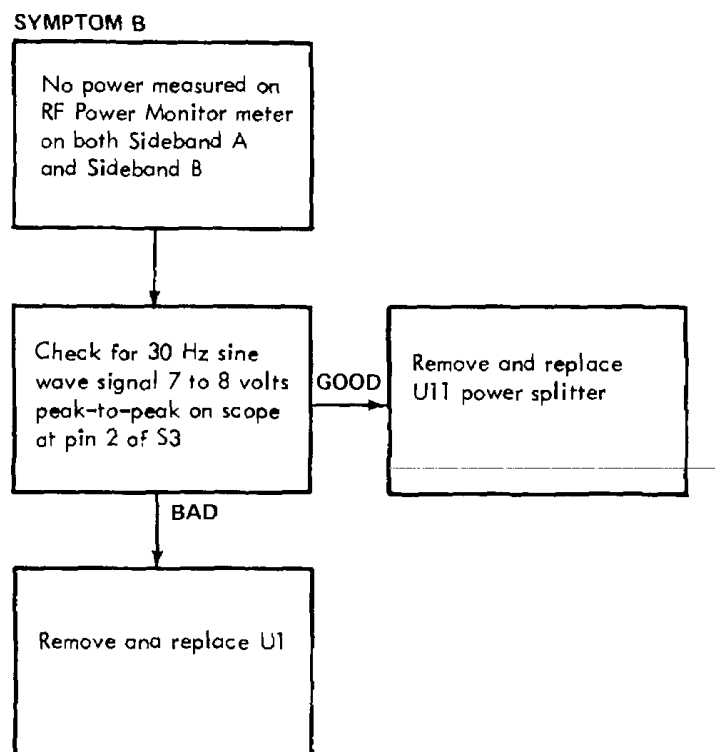 SYMPTOM B
No power measured on
RF Power Monitor meter
on both Sideband A
and Sideband B
Check for 30 Hz sine
wave signal 7 to 8 volts
peak-to-peak on scope
at pin 2 of S3
GOOD
Remove and replace
U11 power splitter
BAD
Remove and replace U1